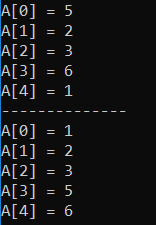 A[0] = 5
A[1] = 2
A[2] = 3
A[3] = 6
A[4] = 1
--------------
A[0] = 1
A[1] = 2
A[2] = 3
A[3] = 5
A[4] = 6